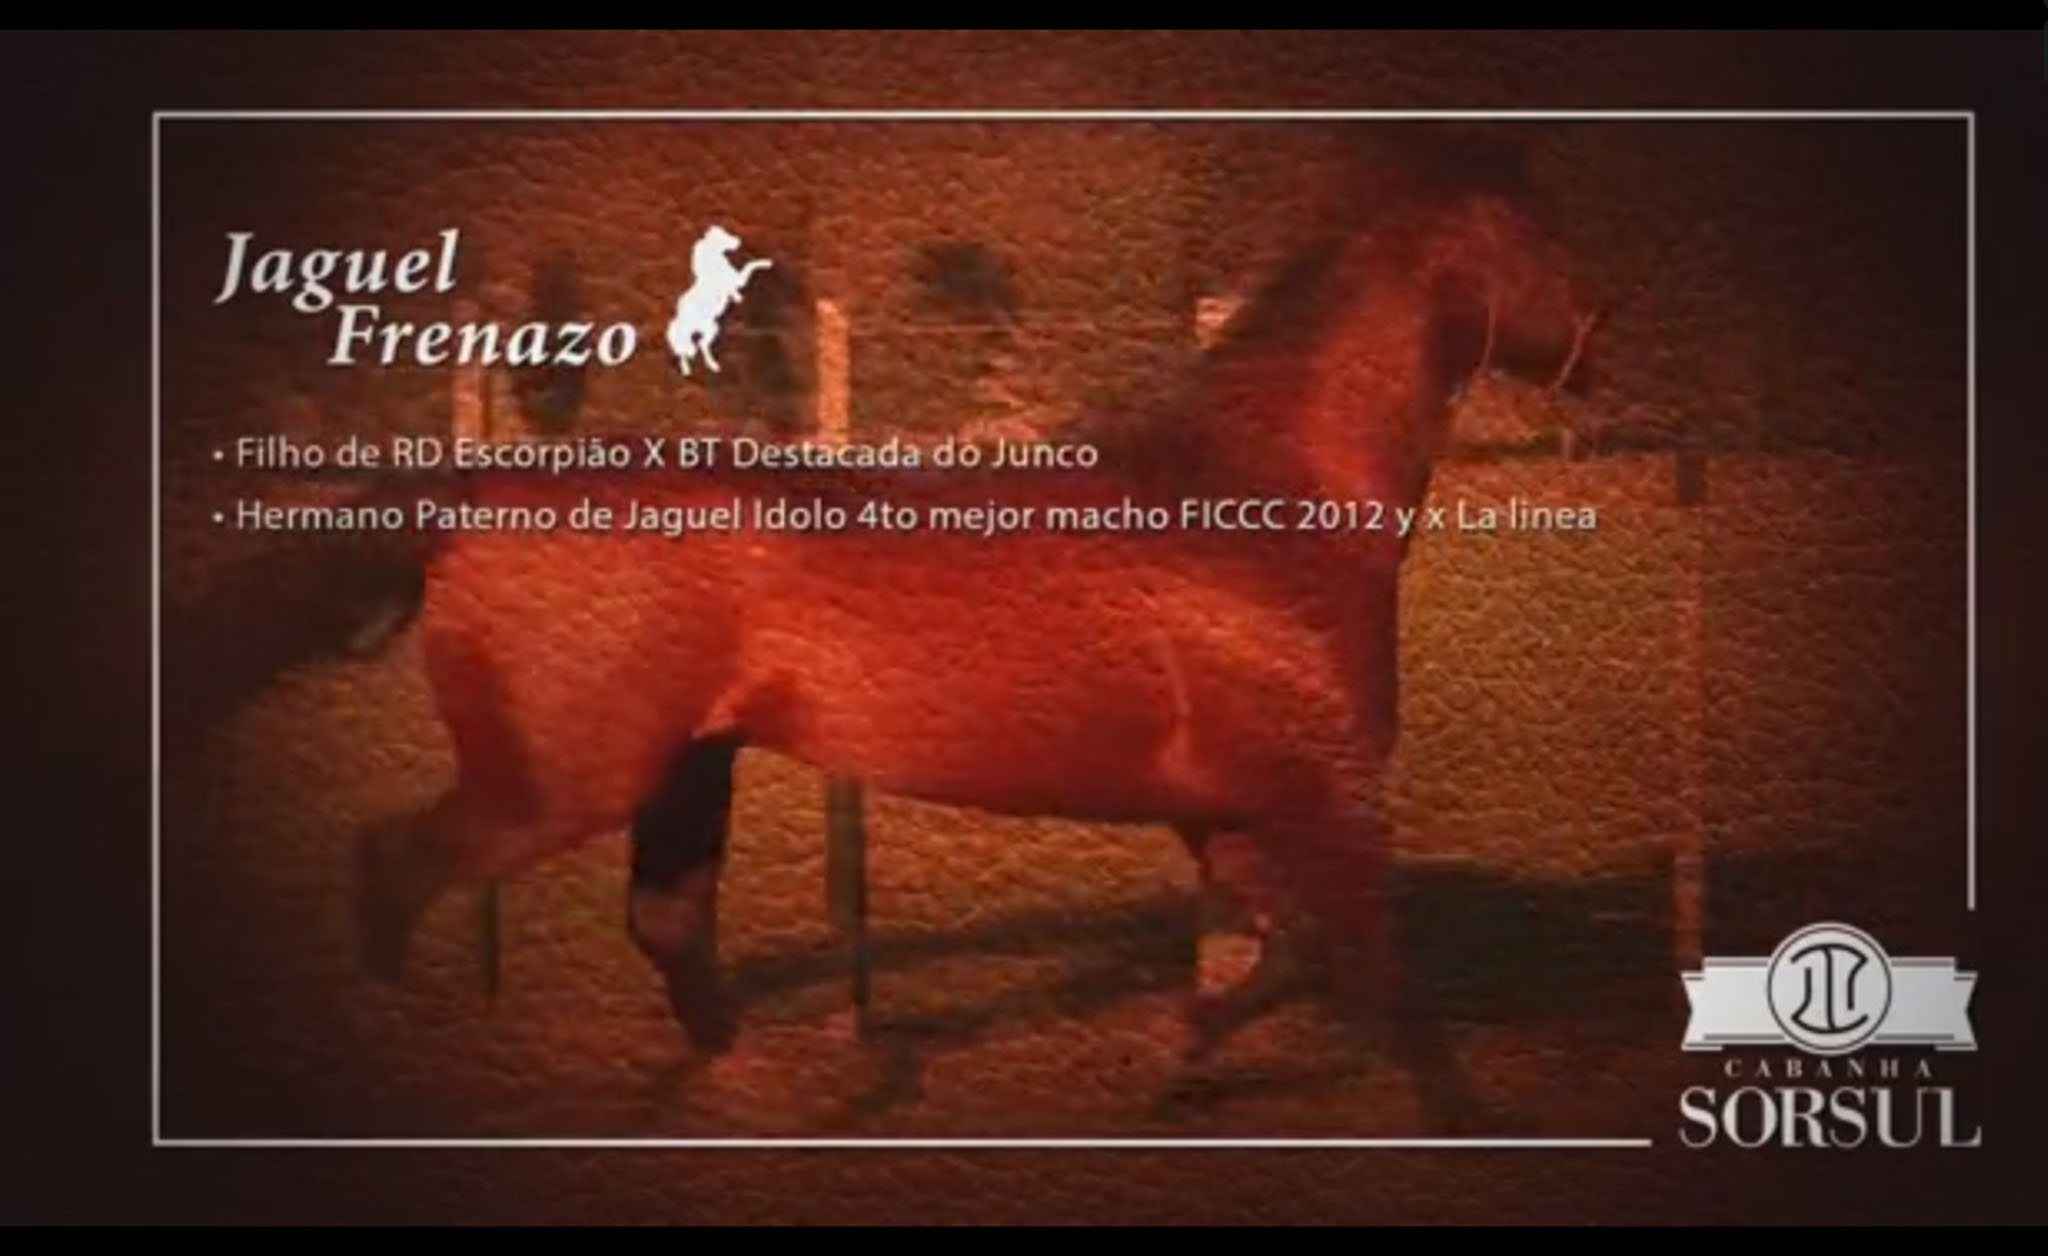 Jaguel
Frenazo
• Filho de RD Escorpião X BT Destacada do Junco
• Hermano Paterno de Jaguel Idolo 4to mejor macho FICCC 2012 y x La linea
CABANHA
SORSUL